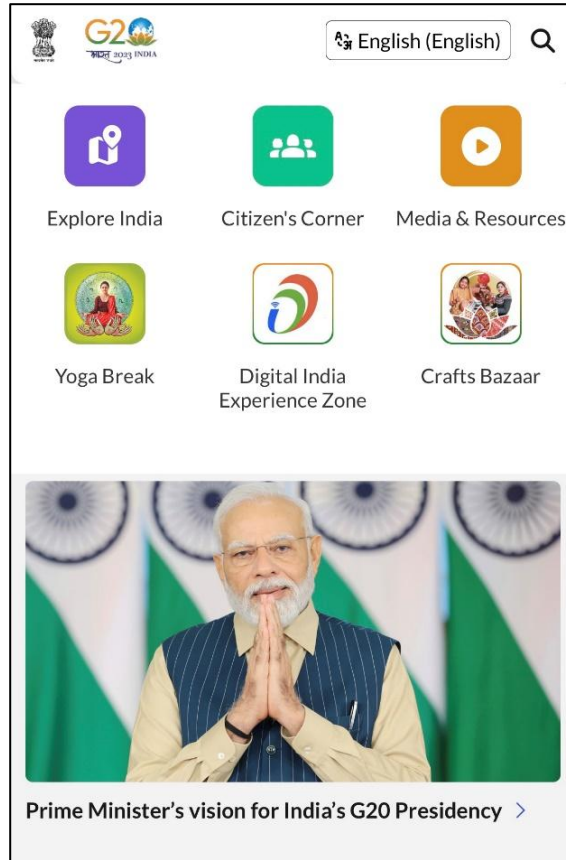 G20
भारत 2023 INDIA
English (English)
Explore India
Citizen's Corner
Media & Resources
Yoga Break
Digital India
Experience Zone
Crafts Bazaar
Prime Minister’s vision for India’s G20 Presidency